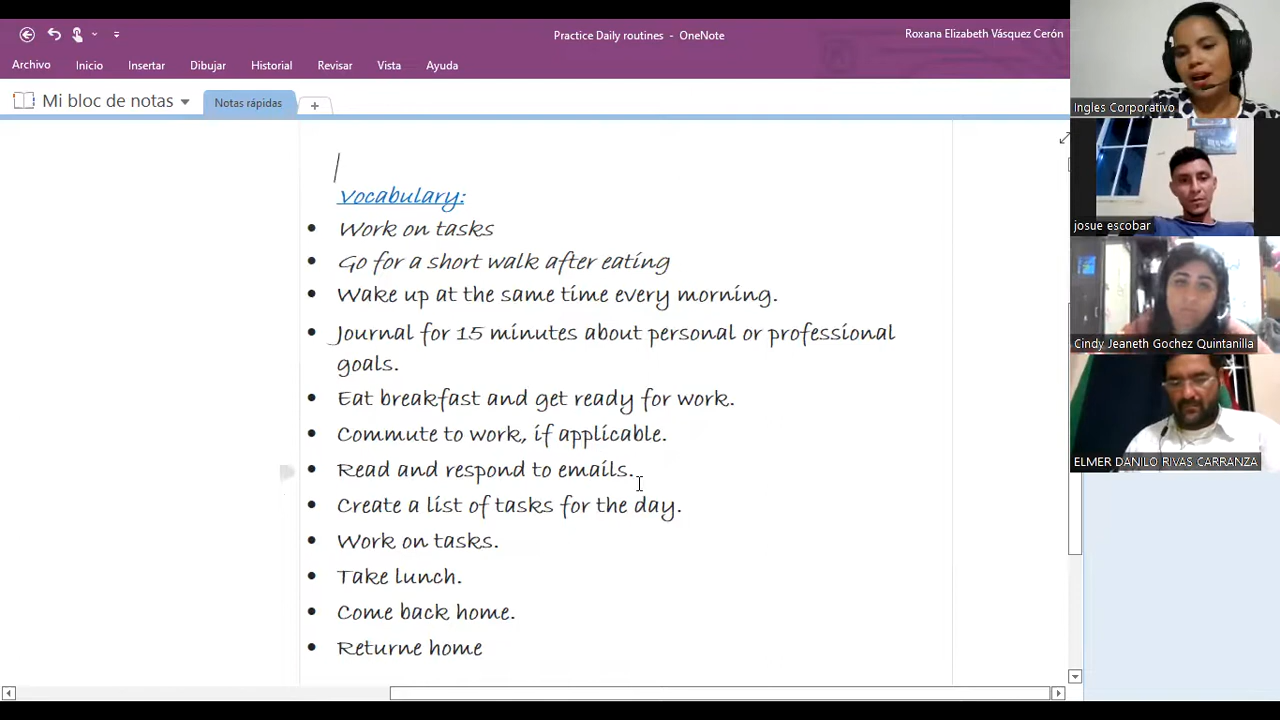 Practice Daily routines - OneNote
Roxana Elizabeth Vásquez Cerón
Archivo Inicio Insertar Dibujar Historial Revisar Vista Ayuda
Mi bloc de notas Notas rápidas +
Vocabulary:
• Work on tasks
• Go for a short walk after eating
• Wake up at the same time every morning.
• Journal for 15 minutes about personal or professional
goals.
• Eat breakfast and get ready for work.
• Commute to work, if applicable.
• Read and respond to emails.
• Create a list of tasks for the day.
• Work on tasks.
• Take lunch.
• Come back home.
• Returne home
Ingles Corporativo
josue escobar
Cindy Jeaneth Gochez Quintanilla
ELMER DANILO RIVAS CARRANZA